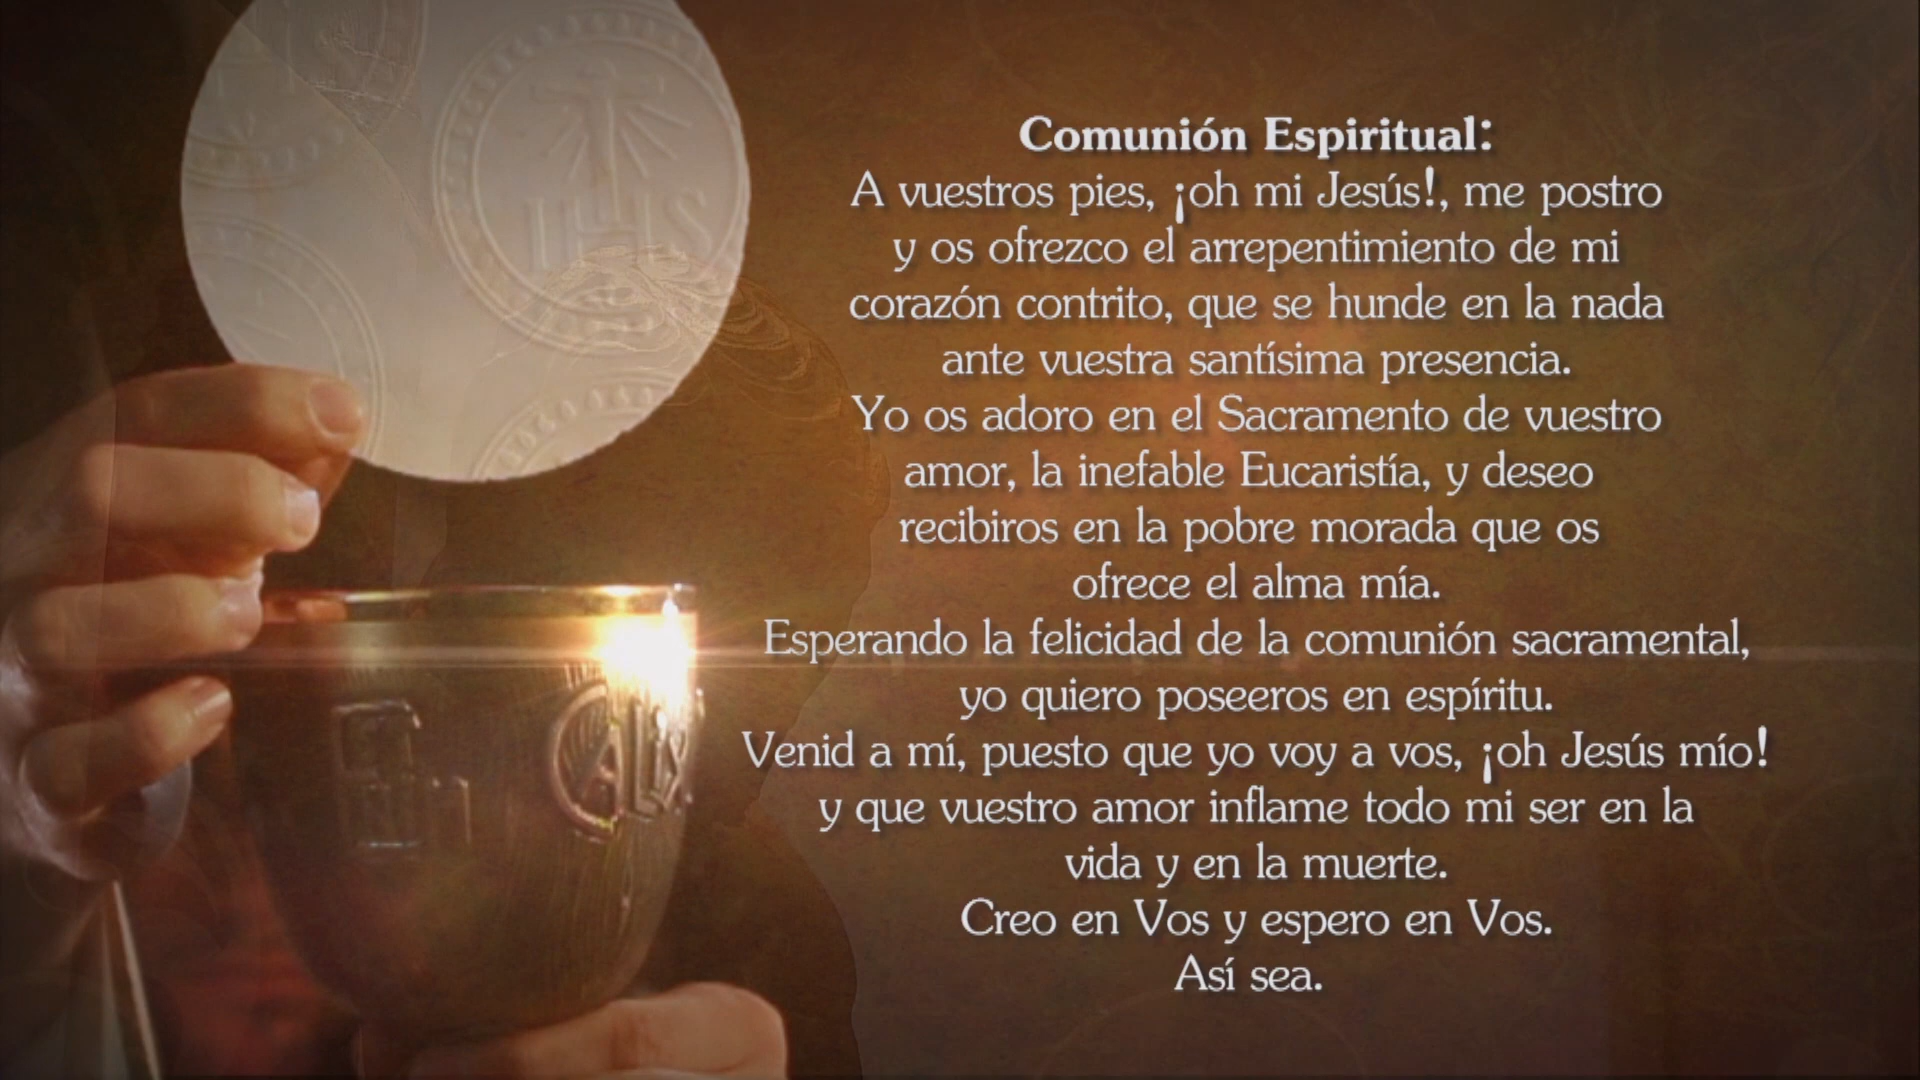 IHS
Comunión Espiritual:
A vuestros pies, ¡oh mi Jesús!, me postro
y os ofrezco el arrepentimiento de mi
corazón contrito, que se hunde en la nada
ante vuestra santísima presencia.
Yo os adoro en el Sacramento de vuestro
amor, la inefable Eucaristía, y deseo
recibiros en la pobre morada que os
ofrece el alma mía.
Esperando la felicidad de la comunión sacramental,
yo quiero poseeros en espíritu.
Venid a mí, puesto que yo voy a vos, ¡oh Jesús mío!
y que vuestro amor inflame todo mi ser en la
vida y en la muerte.
Creo en Vos y espero en Vos.
Así sea.
CALIX